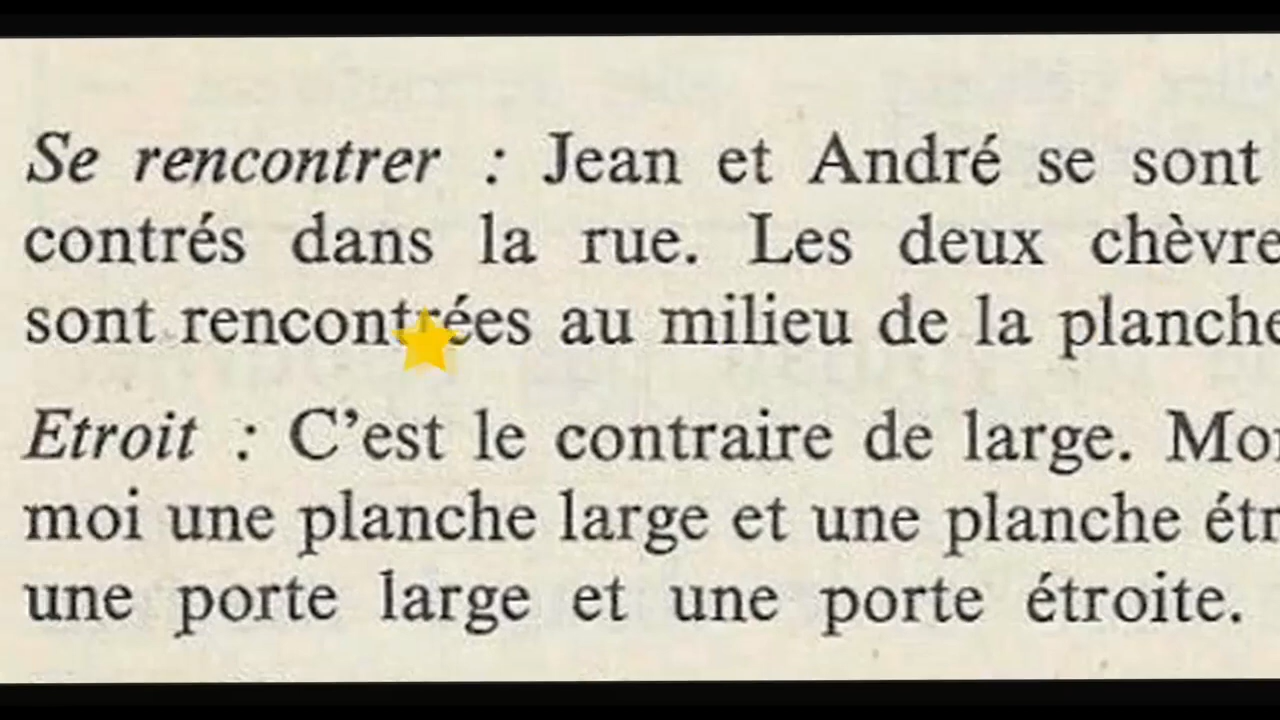 Se rencontrer : Jean et André se sont
contrés dans la rue. Les deux chèvre
sont rencontrées au milieu de la planche
Etroit : C'est le contraire de large. Mon
moi une planche large et une planche étr
une porte large et une porte étroite.